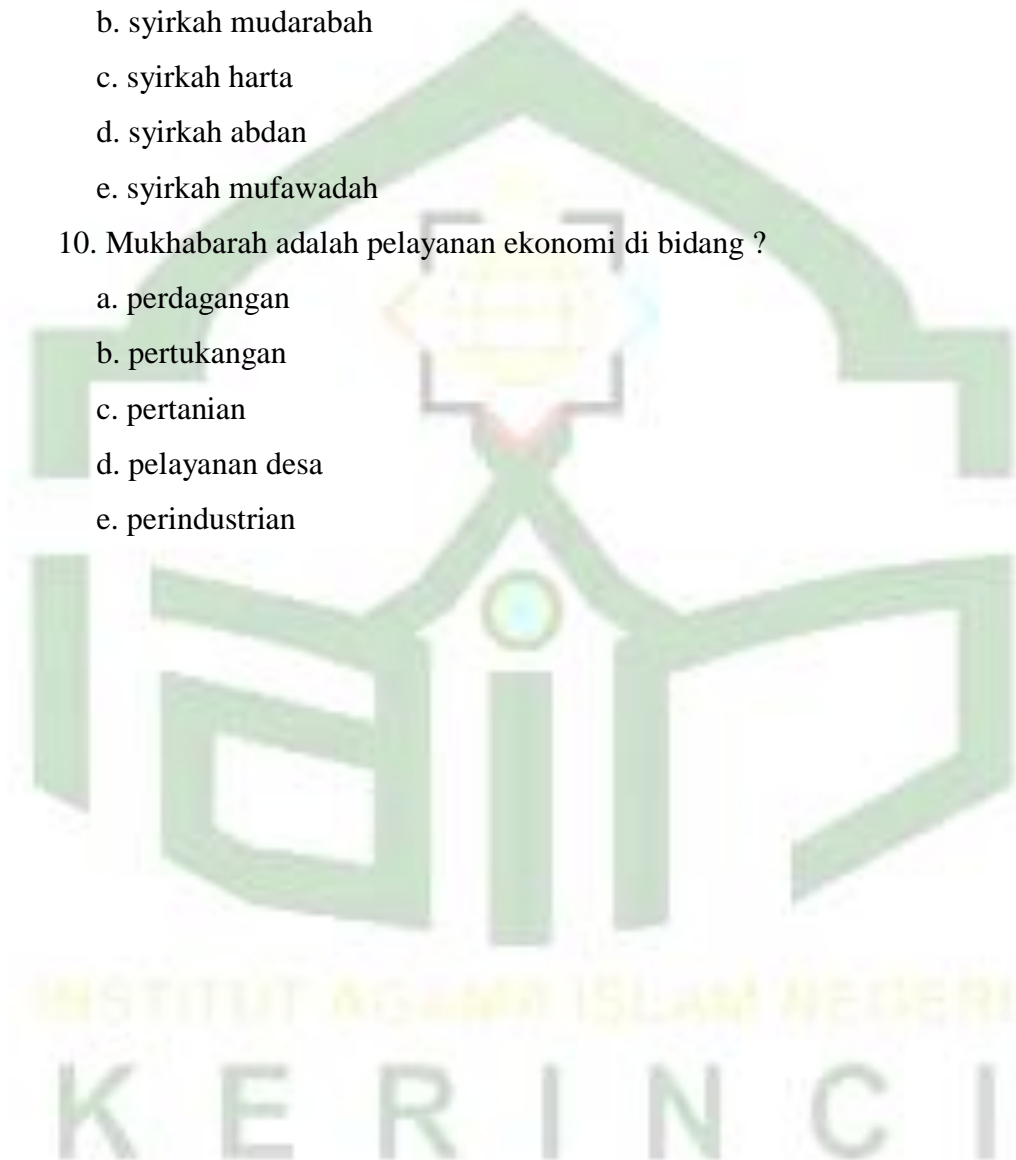 b. syirkah mudarabah
c. syirkah harta
d. syirkah abdan
e. syirkah mufawadah
10. Mukhabarah adalah pelayanan ekonomi di bidang ?
a. perdagangan
b. pertukangan
c. pertanian
d. pelayanan desa
e. perindustrian
INSTITUT AGAMA ISLAM NEGERI
KERINCI